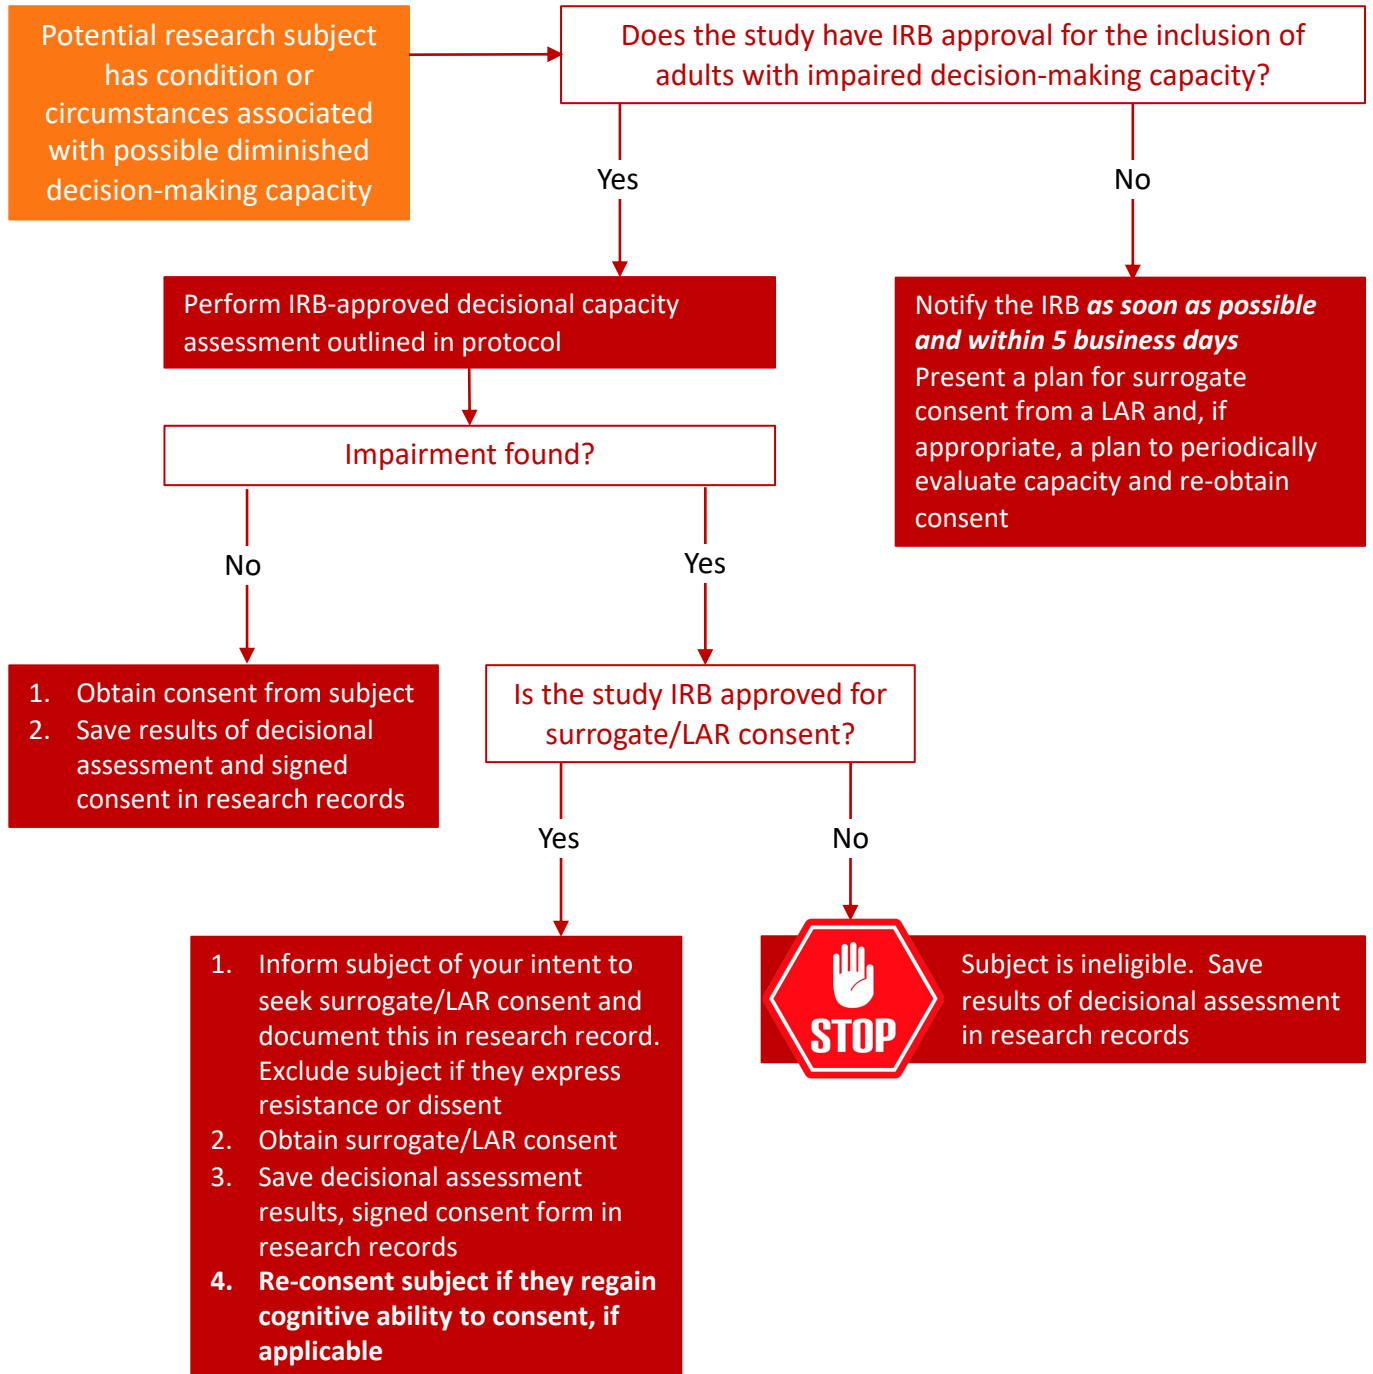 Potential research subject
has condition or
circumstances associated
with possible diminished
decision-making capacity
Does the study have IRB approval for the inclusion of
adults with impaired decision-making capacity?
Yes
No
Perform IRB-approved decisional capacity
assessment outlined in protocol
Notify the IRB as soon as possible
and within 5 business days
Present a plan for surrogate
consent from a LAR and, if
appropriate, a plan to periodically
evaluate capacity and re-obtain
consent
Impairment found?
No
Yes
1. Obtain consent from subject
2. Save results of decisional
assessment and signed
consent in research records
Is the study IRB approved for
surrogate/LAR consent?
Yes
No
1. Inform subject of your intent to
seek surrogate/LAR consent and
document this in research record.
Exclude subject if they express
resistance or dissent
2. Obtain surrogate/LAR consent
3. Save decisional assessment
results, signed consent form in
research records
4. Re-consent subject if they regain
cognitive ability to consent, if
applicable
STOP
Subject is ineligible. Save
results of decisional assessment
in research records